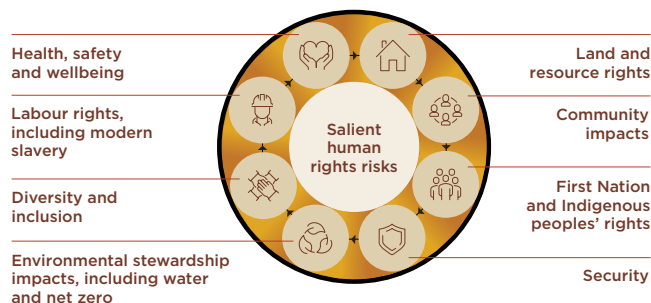 Health, safety
and wellbeing
Labour rights,
including modern
slavery
Diversity and
inclusion
Environmental stewardship
impacts, including water
and net zero
Salient
human
rights risks
Land and
resource rights
Community
impacts
First Nation
and Indigenous
peoples’ rights
Security